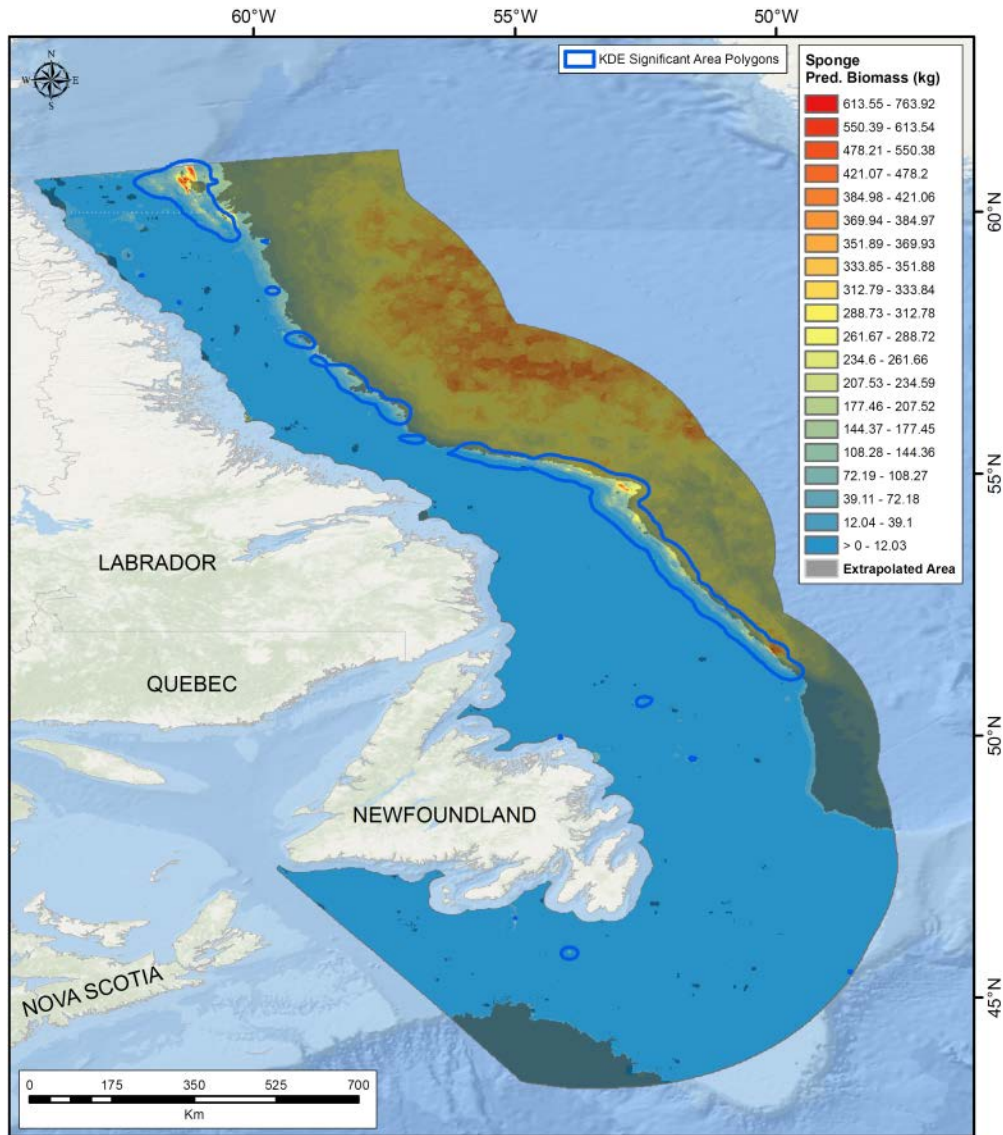 60°W
55°W
50°W
N
W
E
S
KDE Significant Area Polygons
Sponge
Pred. Biomass (kg)
613.55 - 763.92
550.39 - 613.54
478.21 - 550.38
421.07 - 478.2
384.98 - 421.06
369.94 - 384.97
351.89 - 369.93
333.85 - 351.88
312.79 - 333.84
288.73 - 312.78
261.67 - 288.72
234.6 - 261.66
207.53 - 234.59
177.46 - 207.52
144.37 - 177.45
108.28 - 144.36
72.19 - 108.27
39.11 - 72.18
12.04 - 39.1
> 0 - 12.03
Extrapolated Area
60°N
55°N
LABRADOR
QUEBEC
50°N
NEWFOUNDLAND
NOVA SCOTIA
45°N
0 175 350 525 700
Km